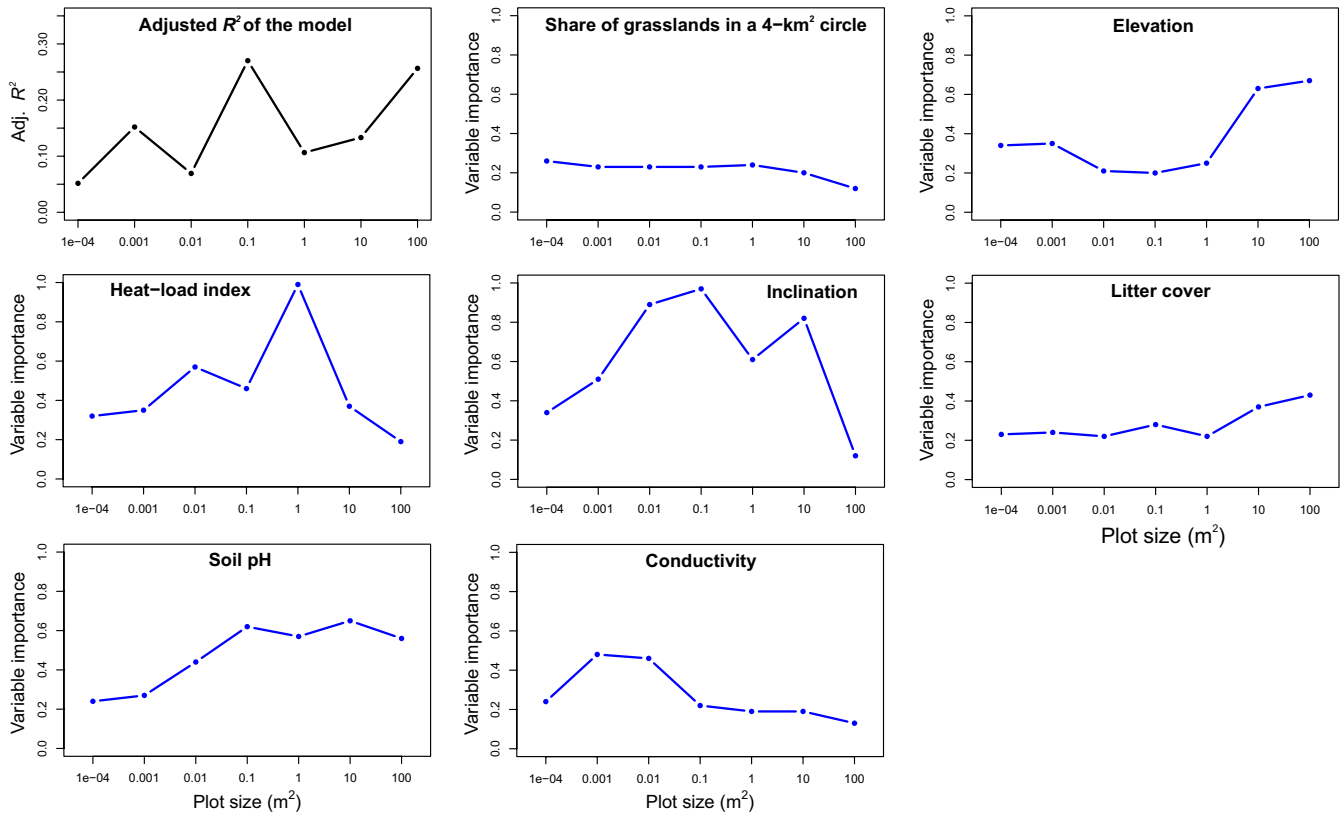 Adjusted R² of the model
Adj. R²
0.00 0.10 0.20 0.30
1e−04 0.001 0.01 0.1 1 10 100
Share of grasslands in a 4−km² circle
Variable importance
0.0 0.2 0.4 0.6 0.8 1.0
1e−04 0.001 0.01 0.1 1 10 100
Elevation
Variable importance
0.0 0.2 0.4 0.6 0.8 1.0
1e−04 0.001 0.01 0.1 1 10 100
Heat−load index
Variable importance
0.0 0.2 0.4 0.6 0.8 1.0
1e−04 0.001 0.01 0.1 1 10 100
Inclination
Variable importance
0.0 0.2 0.4 0.6 0.8 1.0
1e−04 0.001 0.01 0.1 1 10 100
Litter cover
Variable importance
0.0 0.2 0.4 0.6 0.8 1.0
1e−04 0.001 0.01 0.1 1 10 100
Plot size (m²)
Soil pH
Variable importance
0.0 0.2 0.4 0.6 0.8 1.0
1e−04 0.001 0.01 0.1 1 10 100
Plot size (m²)
Conductivity
Variable importance
0.0 0.2 0.4 0.6 0.8 1.0
1e−04 0.001 0.01 0.1 1 10 100
Plot size (m²)